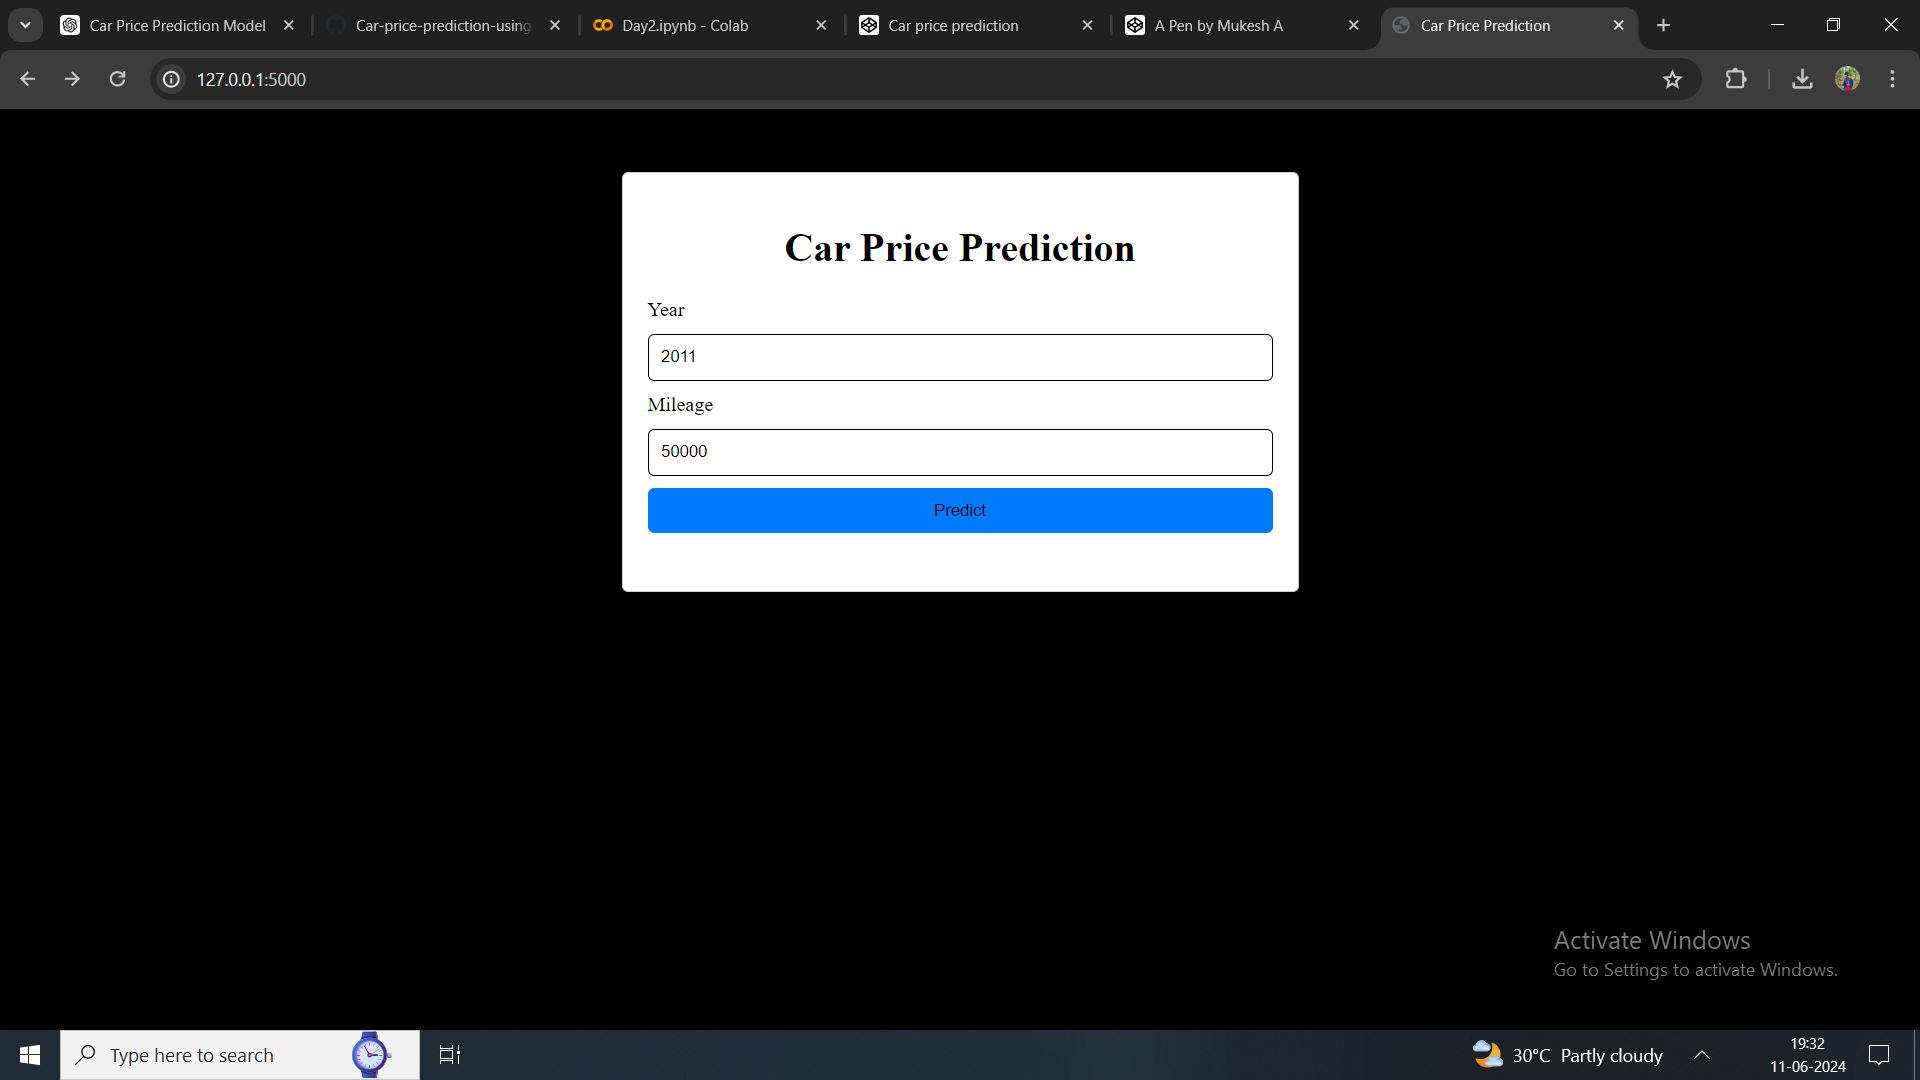 Car Price Prediction Model
Car-price-prediction-using
Day2.ipynb - Colab
Car price prediction
A Pen by Mukesh A
Car Price Prediction
127.0.0.1:5000
Car Price Prediction
Year
2011
Mileage
50000
Predict
Activate Windows
Go to Settings to activate Windows.
Type here to search
30°C Partly cloudy
19:32
11-06-2024